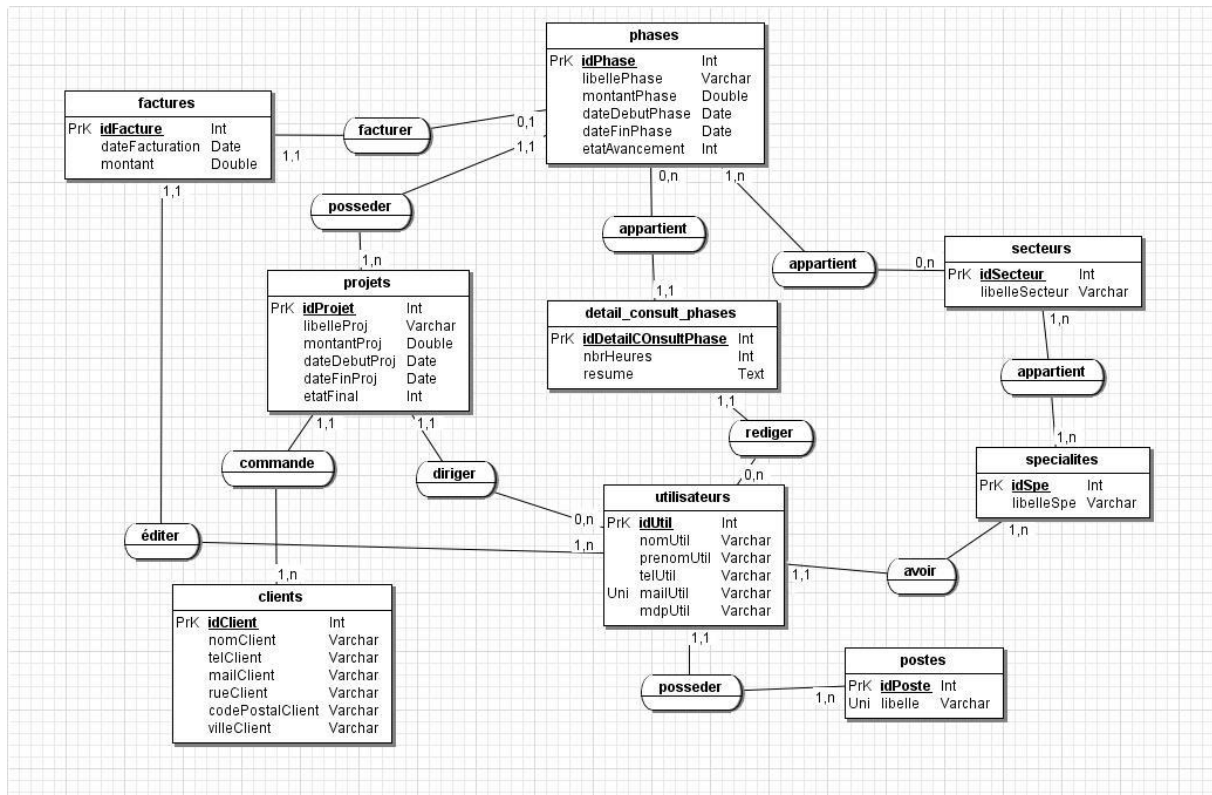 phases
PrK idPhase Int
libellePhase Varchar
montantPhase Double
dateDebutPhase Date
dateFinPhase Date
etatAvancement Int
factures
PrK idFacture Int
dateFacturation Date
montant Double
facturer
0,1
1,1
1,1
1,1
posseder
1,n
0,n
1,n
appartient
appartient
0,n
1,1
secteurs
PrK idSecteur Int
libelleSecteur Varchar
1,n
appartient
1,n
projets
PrK idProjet Int
libelleProj Varchar
montantProj Double
dateDebutProj Date
dateFinProj Date
etatFinal Int
detail_consult_phases
PrK idDetailCOnsultPhase Int
nbrHeures Int
resume Text
1,1
1,1
1,1
rediger
0,n
commande
diriger
0,n
specialites
PrK idSpe Int
libelleSpe Varchar
1,n
utilisateurs
PrK idUtil Int
nomUtil Varchar
prenomUtil Varchar
telUtil Varchar
Uni mailUtil Varchar
mdpUtil Varchar
éditer
1,n
1,1
avoir
1,n
clients
PrK idClient Int
nomClient Varchar
telClient Varchar
mailClient Varchar
rueClient Varchar
codePostalClient Varchar
villeClient Varchar
1,1
posseder
1,n
postes
PrK idPoste Int
Uni libelle Varchar